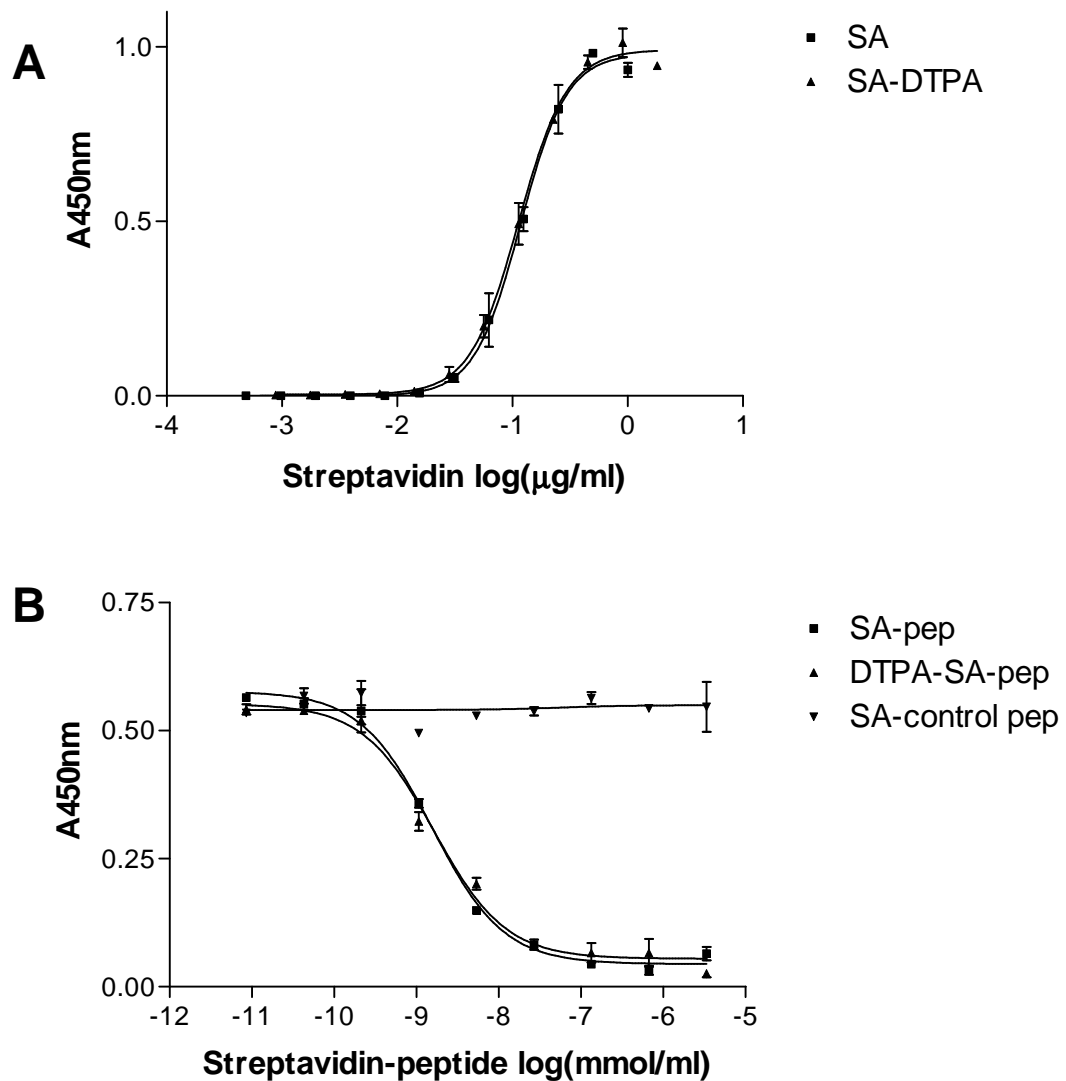 A
1.0
0.5
0.0
A450nm
-4 -3 -2 -1 0 1
Streptavidin log(μg/ml)
SA
SA-DTPA
B
0.75
0.50
0.25
0.00
A450nm
-12 -11 -10 -9 -8 -7 -6 -5
Streptavidin-peptide log(mmol/ml)
SA-pep
DTPA-SA-pep
SA-control pep